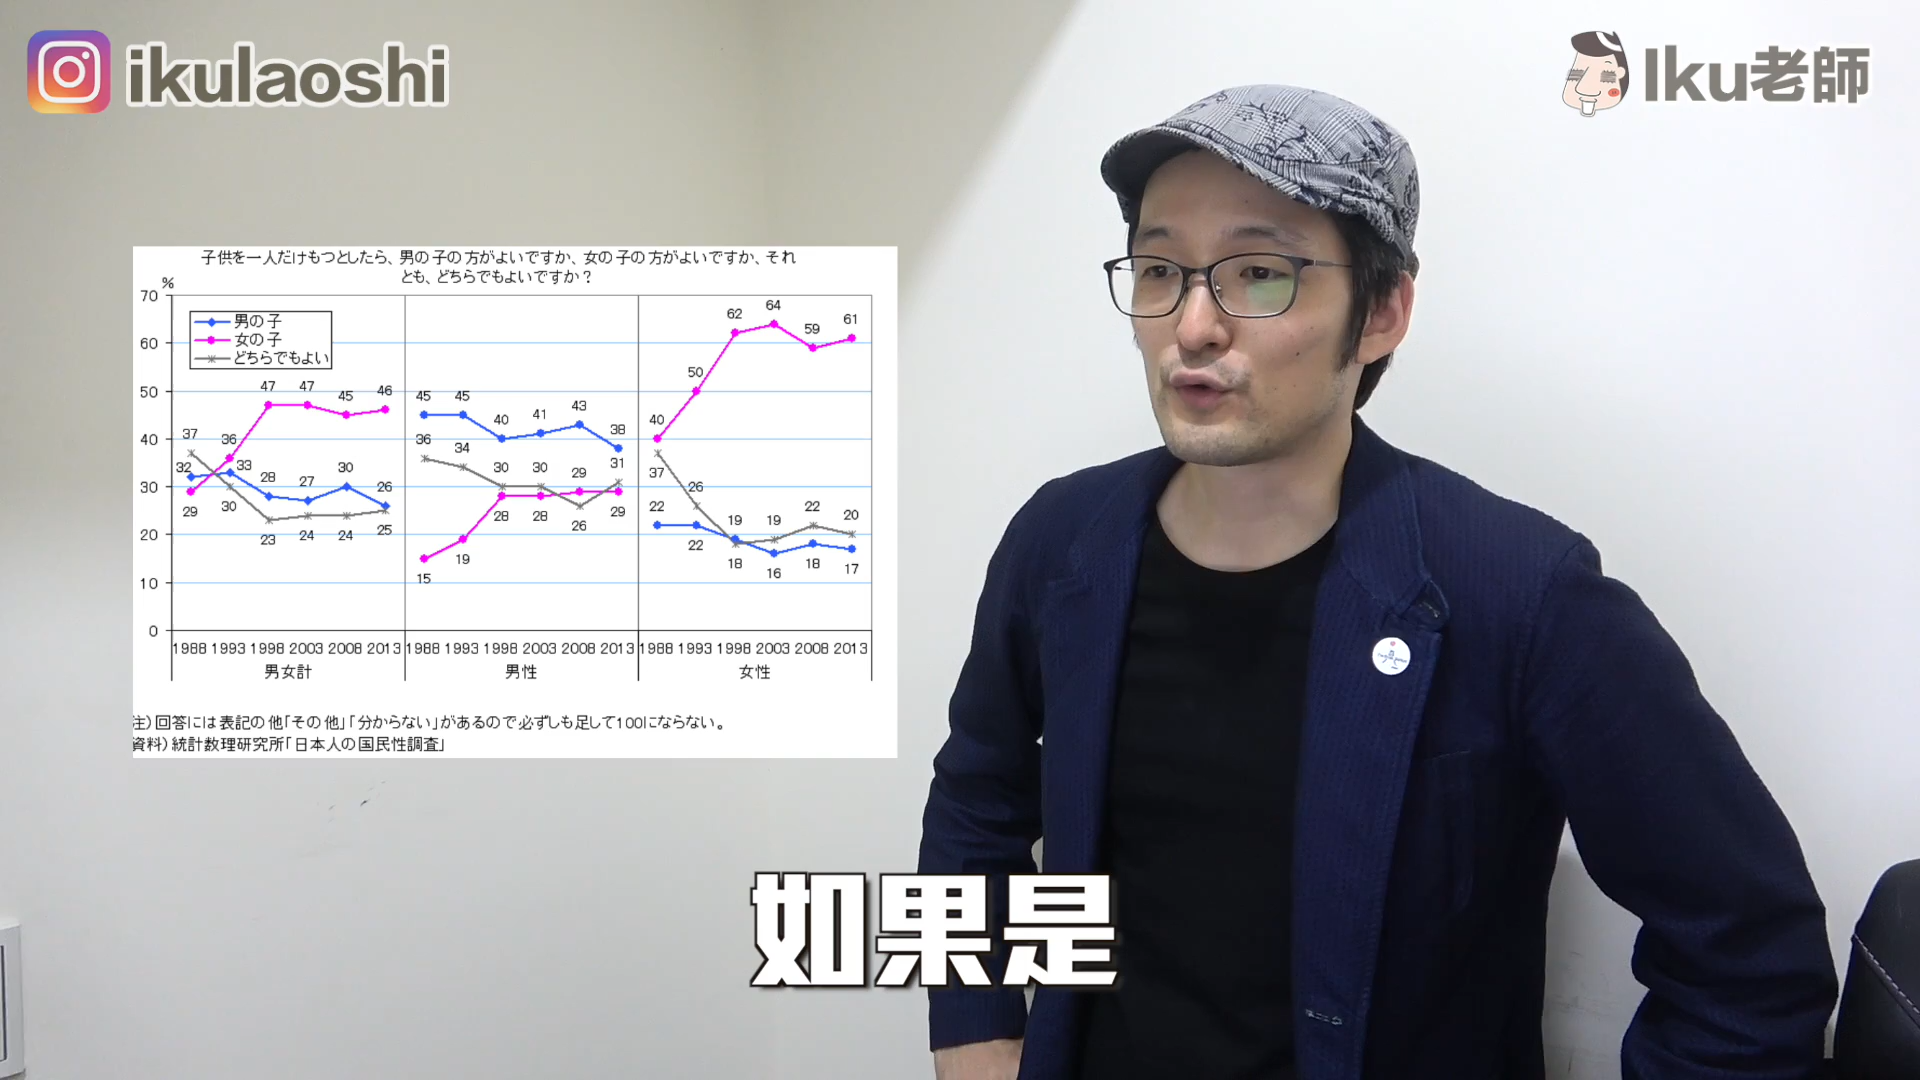 ikulaoshi
Iku老師
子供を一人だけもつとしたら、男の子の方がよいですか、女の子の方がよいですか、それ
とも、どちらでもよいですか？
%
70
60
50
40
30
20
10
0
男の子
女の子
どちらでもよい
37 36 47 47 45 46
32 33 28 27 30 26
29 30 23 24 24 25
45 45 40 41 43 38
36 34 30 30 29 31
15 19 28 28 26 29
40 50 62 64 59 61
37 26 19 19 22 20
22 22 18 16 18 17
1988 1993 1998 2003 2008 2013 1988 1993 1998 2003 2008 2013 1988 1993 1998 2003 2008 2013
男女計 男性 女性
注）回答には表記の他「その他」「分からない」があるので必ずしも足して100にならない。
資料）統計数理研究所「日本人の国民性調査」
如果是